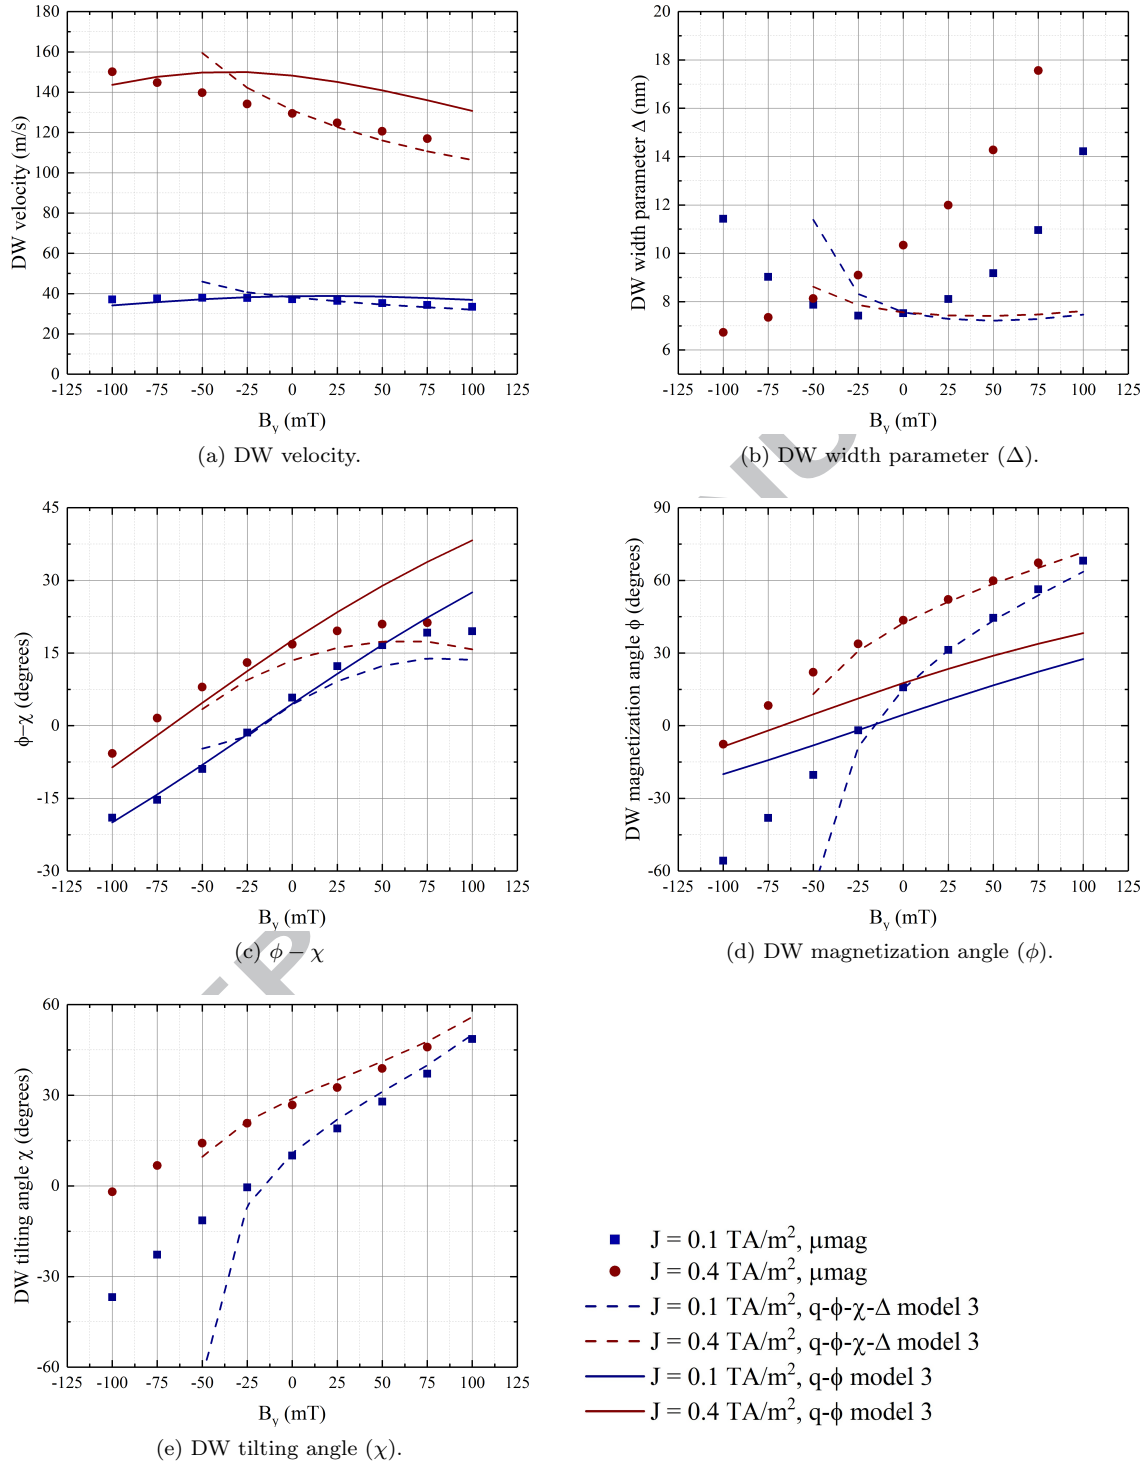 180
160
140
120
100
80
60
40
20
0
-125 -100 -75 -50 -25 0 25 50 75 100 125
DW velocity (m/s)
B_y (mT)
(a) DW velocity.
20
18
16
14
12
10
8
6
-125 -100 -75 -50 -25 0 25 50 75 100 125
DW width parameter Δ (nm)
B_y (mT)
(b) DW width parameter (Δ).
45
30
15
0
-15
-30
-125 -100 -75 -50 -25 0 25 50 75 100 125
ϕ−χ (degrees)
B_y (mT)
(c) ϕ − χ
90
60
30
0
-30
-60
-125 -100 -75 -50 -25 0 25 50 75 100 125
DW magnetization angle ϕ (degrees)
B_y (mT)
(d) DW magnetization angle (ϕ).
60
30
0
-30
-60
-125 -100 -75 -50 -25 0 25 50 75 100 125
DW tilting angle χ (degrees)
B_y (mT)
(e) DW tilting angle (χ).
J = 0.1 TA/m², μmag
J = 0.4 TA/m², μmag
J = 0.1 TA/m², q-ϕ-χ-Δ model 3
J = 0.4 TA/m², q-ϕ-χ-Δ model 3
J = 0.1 TA/m², q-ϕ model 3
J = 0.4 TA/m², q-ϕ model 3